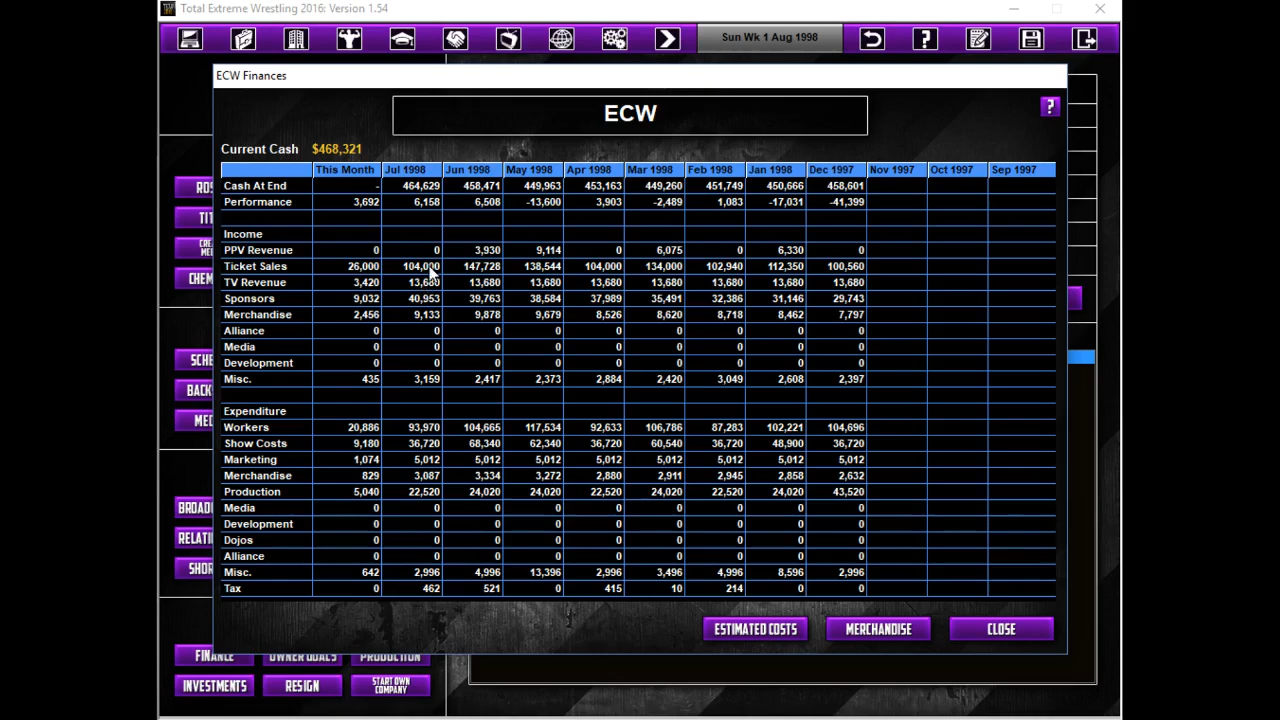 Total Extreme Wrestling 2016: Version 1.54
Sun Wk 1 Aug 1998
ECW Finances
ECW
?
Current Cash $468,321
This Month Jul 1998 Jun 1998 May 1998 Apr 1998 Mar 1998 Feb 1998 Jan 1998 Dec 1997 Nov 1997 Oct 1997 Sep 1997
Cash At End - 464,629 458,471 449,963 453,163 449,260 451,749 450,666 458,601
Performance 3,692 6,158 6,508 -13,600 3,903 -2,489 1,083 -17,031 -41,399
Income
PPV Revenue 0 0 3,930 9,114 0 6,075 0 6,330 0
Ticket Sales 26,000 104,000 147,728 138,544 104,000 134,000 102,940 112,350 100,560
TV Revenue 3,420 13,680 13,680 13,680 13,680 13,680 13,680 13,680 13,680
Sponsors 9,032 40,953 39,763 38,584 37,989 35,491 32,386 31,146 29,743
Merchandise 2,456 9,133 9,878 9,679 8,526 8,620 8,718 8,462 7,797
Alliance 0 0 0 0 0 0 0 0 0
Media 0 0 0 0 0 0 0 0 0
Development 0 0 0 0 0 0 0 0 0
Misc. 435 3,159 2,417 2,373 2,884 2,420 3,049 2,608 2,397
Expenditure
Workers 20,886 93,970 104,665 117,534 92,633 106,786 87,283 102,221 104,696
Show Costs 9,180 36,720 68,340 62,340 36,720 60,540 36,720 48,900 36,720
Marketing 1,074 5,012 5,012 5,012 5,012 5,012 5,012 5,012 5,012
Merchandise 829 3,087 3,334 3,272 2,880 2,911 2,945 2,858 2,632
Production 5,040 22,520 24,020 24,020 22,520 24,020 22,520 24,020 43,520
Media 0 0 0 0 0 0 0 0 0
Development 0 0 0 0 0 0 0 0 0
Dojos 0 0 0 0 0 0 0 0 0
Alliance 0 0 0 0 0 0 0 0 0
Misc. 642 2,996 4,996 13,396 2,996 3,496 4,996 8,596 2,996
Tax 0 462 521 0 415 10 214 0 0
ESTIMATED COSTS MERCHANDISE CLOSE
FINANCE OWNER GOALS PRODUCTION
INVESTMENTS RESIGN START OWN COMPANY